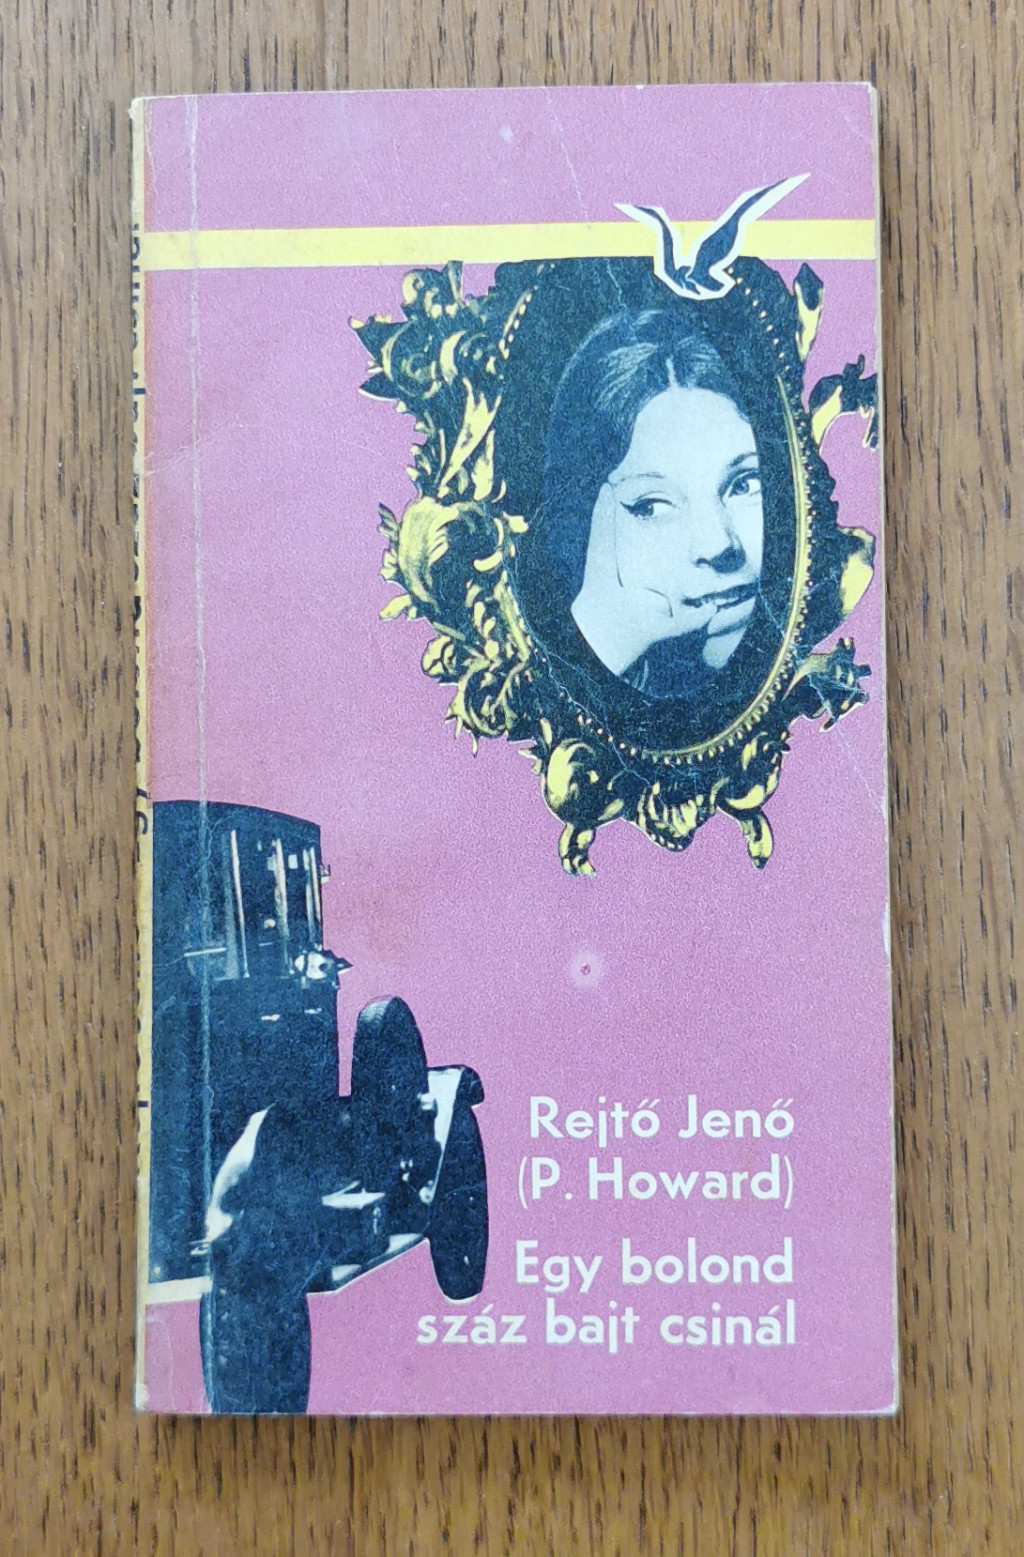 Rejtő Jenő
(P. Howard)
Egy bolond
száz bajt csinál